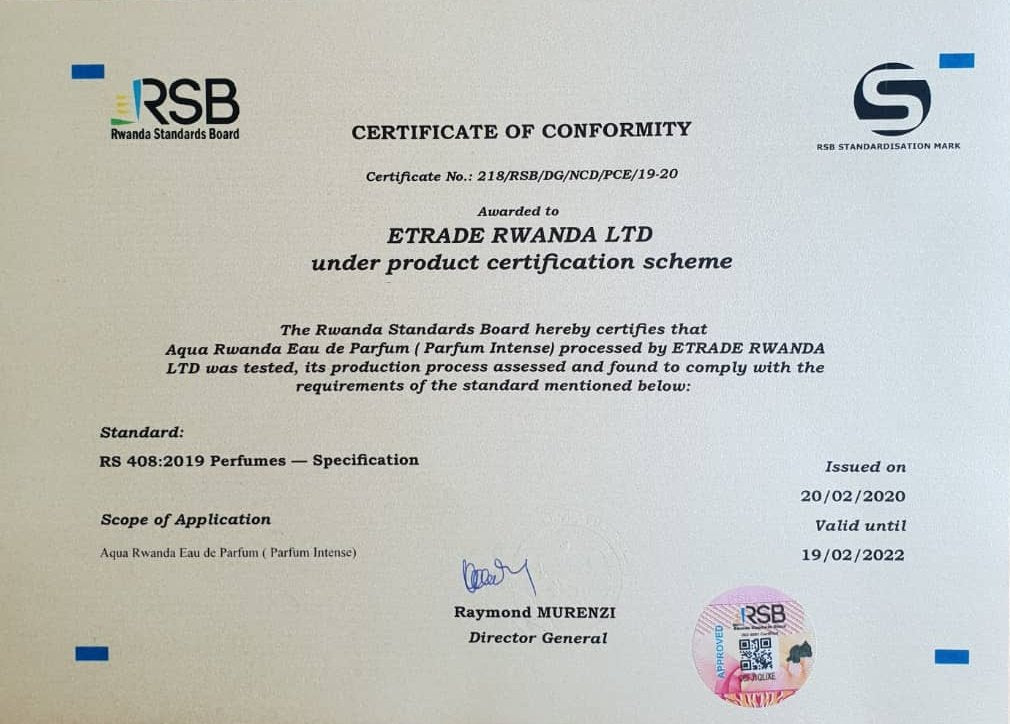 RSB
Rwanda Standards Board
RSB STANDARDISATION MARK
CERTIFICATE OF CONFORMITY
Certificate No.: 218/RSB/DG/NCD/PCE/19-20
Awarded to
ETRADE RWANDA LTD
under product certification scheme
The Rwanda Standards Board hereby certifies that
Aqua Rwanda Eau de Parfum ( Parfum Intense) processed by ETRADE RWANDA
LTD was tested, its production process assessed and found to comply with the
requirements of the standard mentioned below:
Standard:
RS 408:2019 Perfumes — Specification
Scope of Application
Aqua Rwanda Eau de Parfum ( Parfum Intense)
Issued on
20/02/2020
Valid until
19/02/2022
Raymond MURENZI
Director General
RSB
Rwanda Standards Board
APPROVED